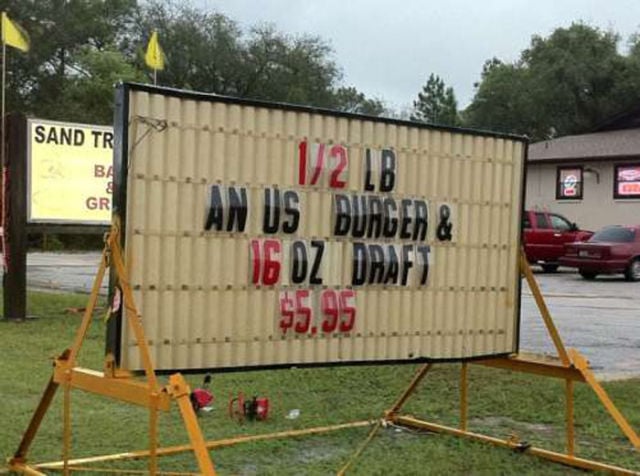 SAND TR
BA
&
GR
1/2 LB
AN US BURGER &
16 OZ DRAFT
$5.95